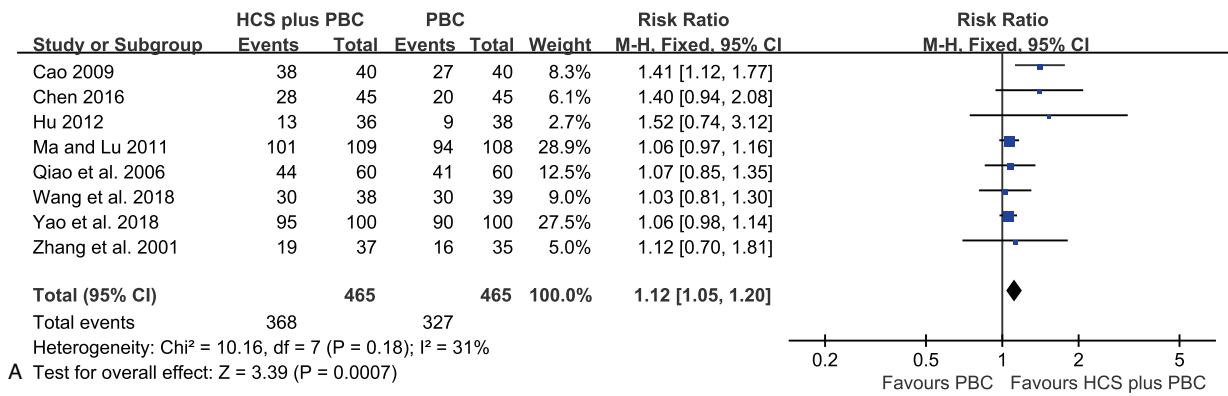 HCS plus PBC PBC Risk Ratio Risk Ratio
Study or Subgroup Events Total Events Total Weight M-H, Fixed, 95% CI M-H, Fixed, 95% CI
Cao 2009 38 40 27 40 8.3% 1.41 [1.12, 1.77]
Chen 2016 28 45 20 45 6.1% 1.40 [0.94, 2.08]
Hu 2012 13 36 9 38 2.7% 1.52 [0.74, 3.12]
Ma and Lu 2011 101 109 94 108 28.9% 1.06 [0.97, 1.16]
Qiao et al. 2006 44 60 41 60 12.5% 1.07 [0.85, 1.35]
Wang et al. 2018 30 38 30 39 9.0% 1.03 [0.81, 1.30]
Yao et al. 2018 95 100 90 100 27.5% 1.06 [0.98, 1.14]
Zhang et al. 2001 19 37 16 35 5.0% 1.12 [0.70, 1.81]
Total (95% CI) 465 465 100.0% 1.12 [1.05, 1.20]
Total events 368 327
Heterogeneity: Chi² = 10.16, df = 7 (P = 0.18); I² = 31%
0.2 0.5 1 2 5
A Test for overall effect: Z = 3.39 (P = 0.0007)
Favours PBC Favours HCS plus PBC